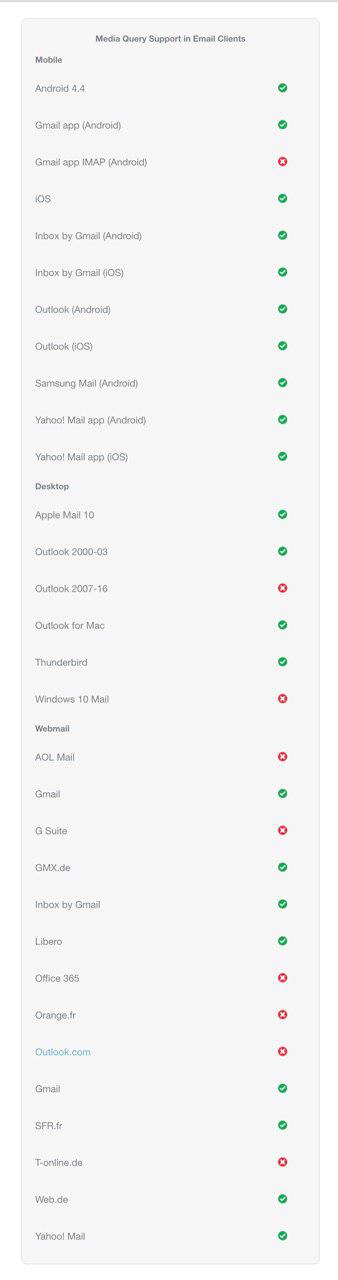 Media Query Support in Email Clients
Mobile
Android 4.4
Gmail app (Android)
Gmail app IMAP (Android)
iOS
Inbox by Gmail (Android)
Inbox by Gmail (iOS)
Outlook (Android)
Outlook (iOS)
Samsung Mail (Android)
Yahoo! Mail app (Android)
Yahoo! Mail app (iOS)
Desktop
Apple Mail 10
Outlook 2000-03
Outlook 2007-16
Outlook for Mac
Thunderbird
Windows 10 Mail
Webmail
AOL Mail
Gmail
G Suite
GMX.de
Inbox by Gmail
Libero
Office 365
Orange.fr
Outlook.com
Gmail
SFR.fr
T-online.de
Web.de
Yahoo! Mail